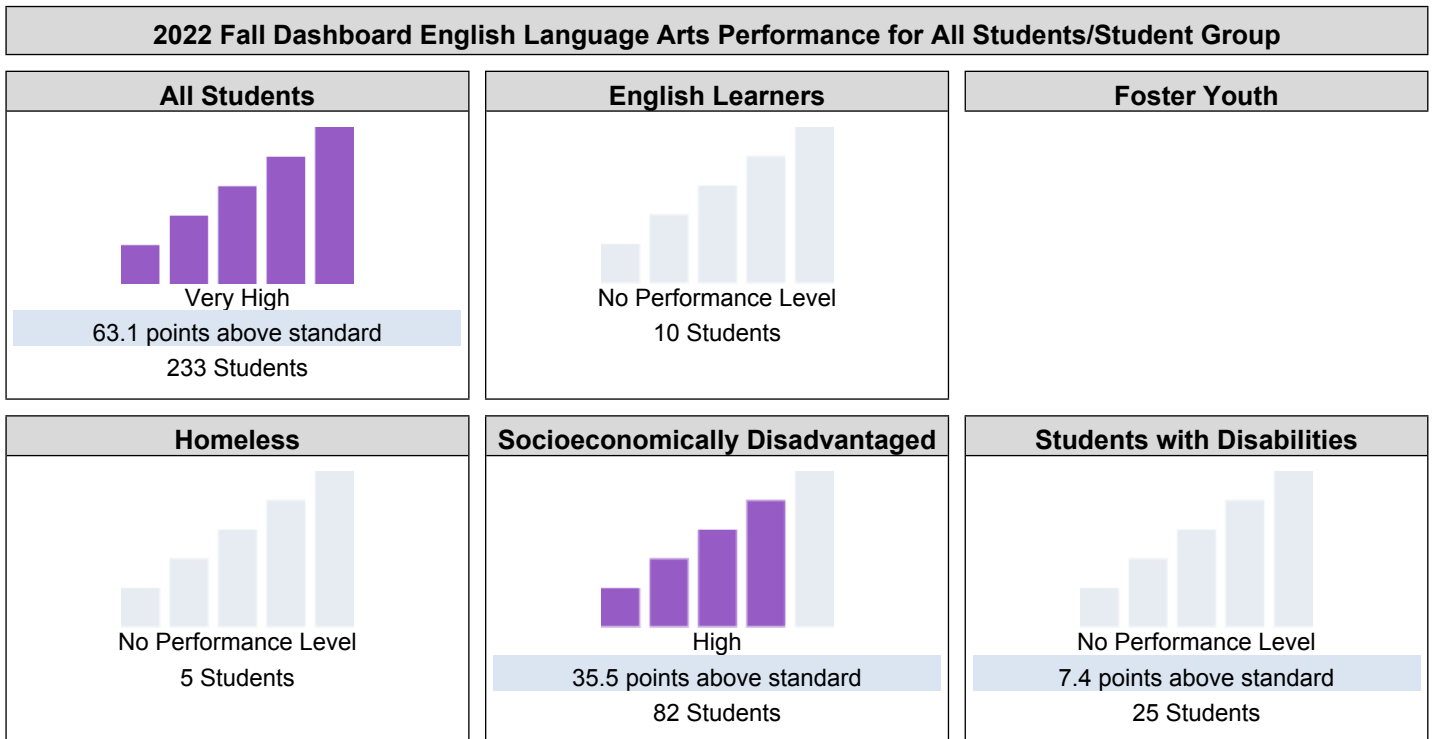 2022 Fall Dashboard English Language Arts Performance for All Students/Student Group
All Students
Very High
63.1 points above standard
233 Students
English Learners
No Performance Level
10 Students
Foster Youth
Homeless
No Performance Level
5 Students
Socioeconomically Disadvantaged
High
35.5 points above standard
82 Students
Students with Disabilities
No Performance Level
7.4 points above standard
25 Students